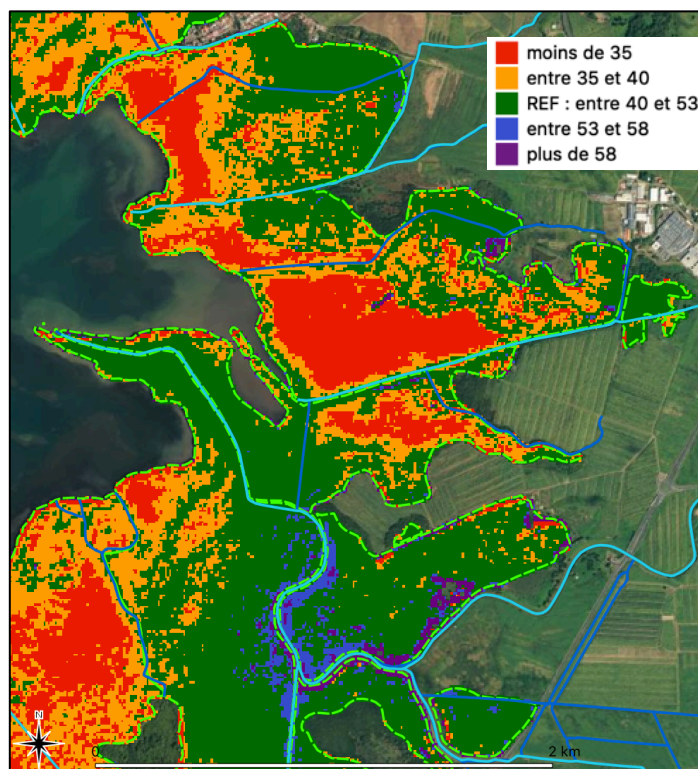 moins de 35
entre 35 et 40
REF : entre 40 et 53
entre 53 et 58
plus de 58
N
0 2 km